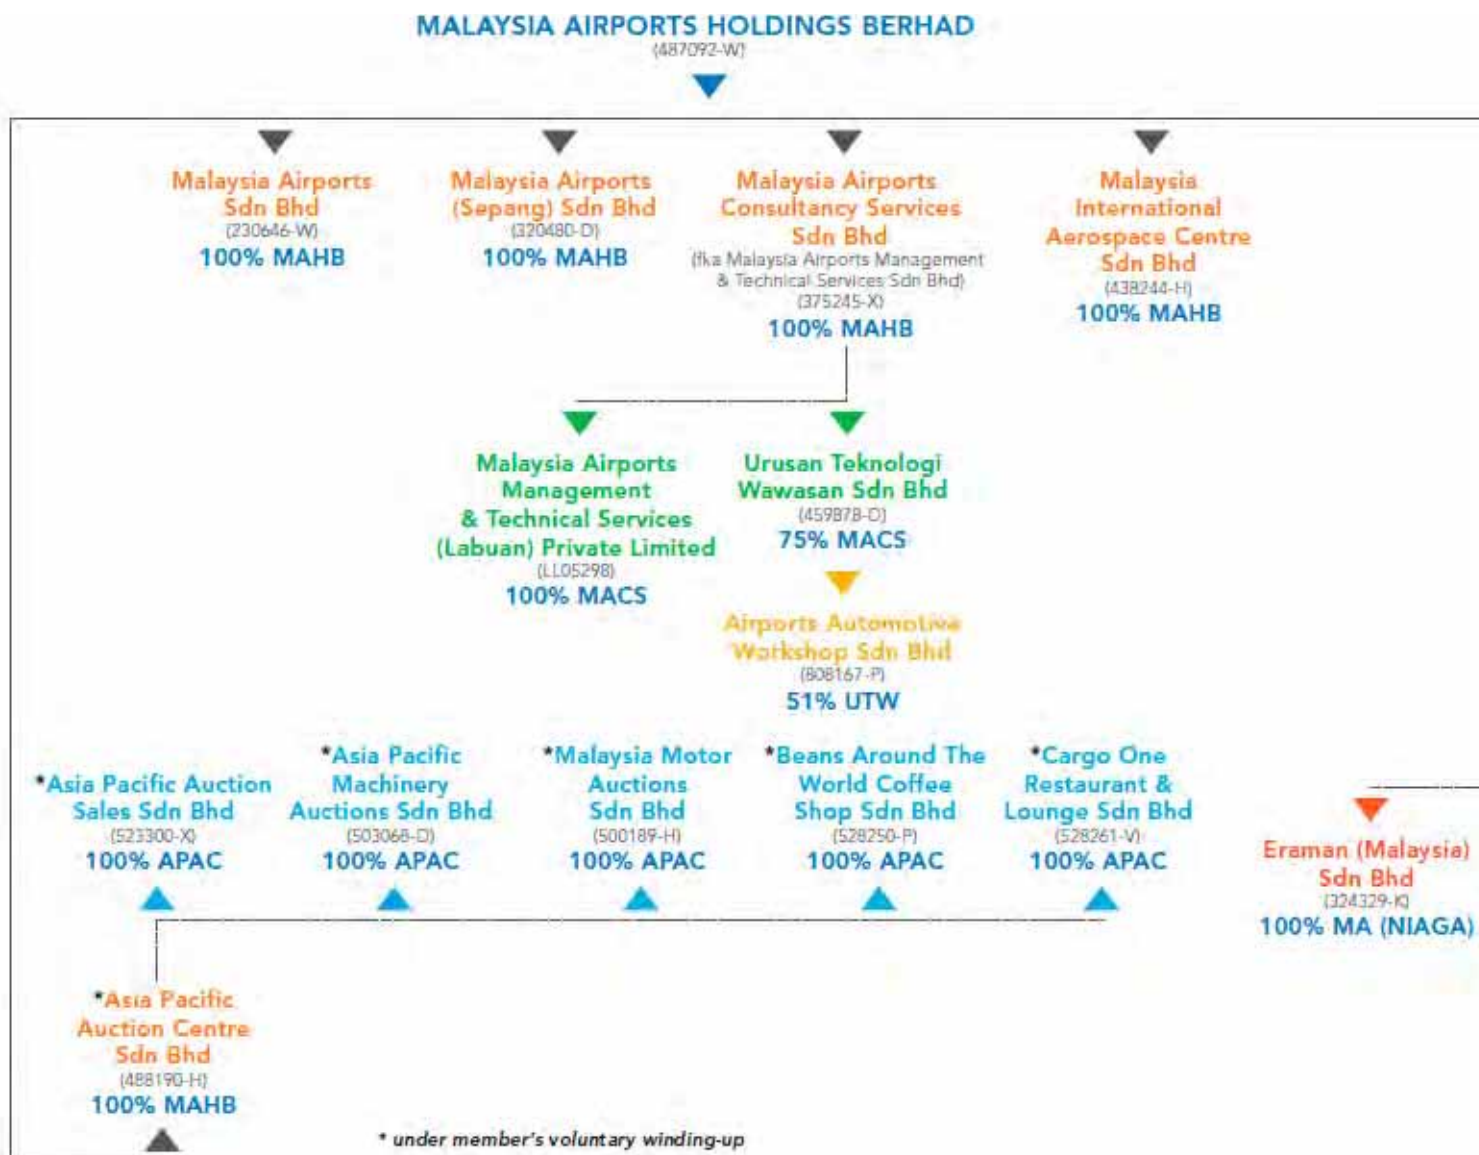 MALAYSIA AIRPORTS HOLDINGS BERHAD
(487092-W)
Malaysia Airports
Sdn Bhd
(230646-W)
100% MAHB
Malaysia Airports
(Sepang) Sdn Bhd
(320480-D)
100% MAHB
Malaysia Airports
Consultancy Services
Sdn Bhd
(fka Malaysia Airports Management
& Technical Services Sdn Bhd)
(375245-X)
100% MAHB
Malaysia
International
Aerospace Centre
Sdn Bhd
(438244-H)
100% MAHB
Malaysia Airports
Management
& Technical Services
(Labuan) Private Limited
(LL05298)
100% MACS
Urusan Teknologi
Wawasan Sdn Bhd
(459878-D)
75% MACS
Airports Automotive
Workshop Sdn Bhd
(808167-P)
51% UTW
*Asia Pacific Auction
Sales Sdn Bhd
(523300-X)
100% APAC
*Asia Pacific
Machinery
Auctions Sdn Bhd
(503068-D)
100% APAC
*Malaysia Motor
Auctions
Sdn Bhd
(500189-H)
100% APAC
*Beans Around The
World Coffee
Shop Sdn Bhd
(528250-P)
100% APAC
*Cargo One
Restaurant &
Lounge Sdn Bhd
(528261-V)
100% APAC
Eraman (Malaysia)
Sdn Bhd
(324329-K)
100% MA (NIAGA)
*Asia Pacific
Auction Centre
Sdn Bhd
(488190-H)
100% MAHB
* under member's voluntary winding-up